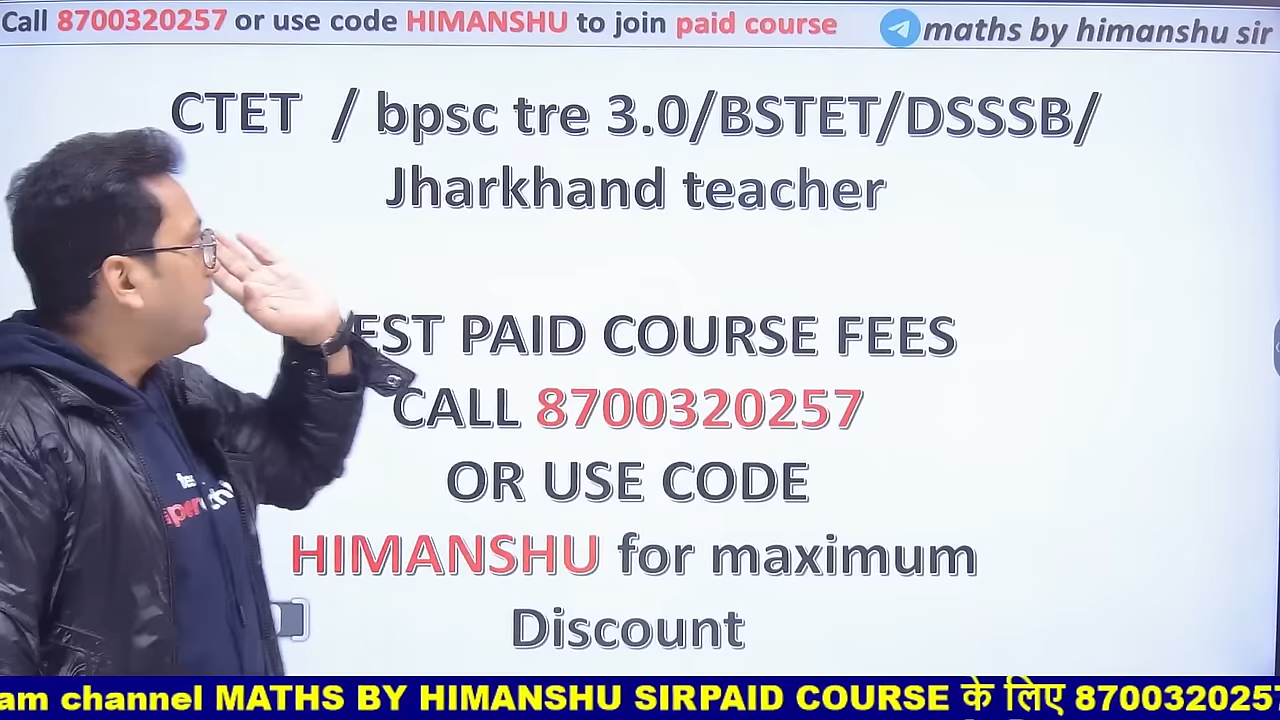 Call 8700320257 or use code HIMANSHU to join paid course
maths by himanshu sir
CTET / bpsc tre 3.0/BSTET/DSSSB/
Jharkhand teacher
EST PAID COURSE FEES
CALL 8700320257
OR USE CODE
HIMANSHU for maximum
Discount
am channel MATHS BY HIMANSHU SIRPAID COURSE के लिए 8700320257